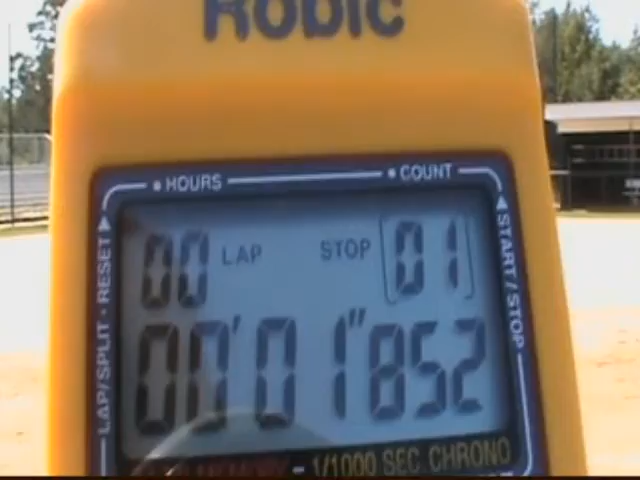 ROBIC
HOURS COUNT
LAP/SPLIT · RESET
00 LAP STOP 01
00'01"852
START / STOP
MEMORY - 1/1000 SEC CHRONO